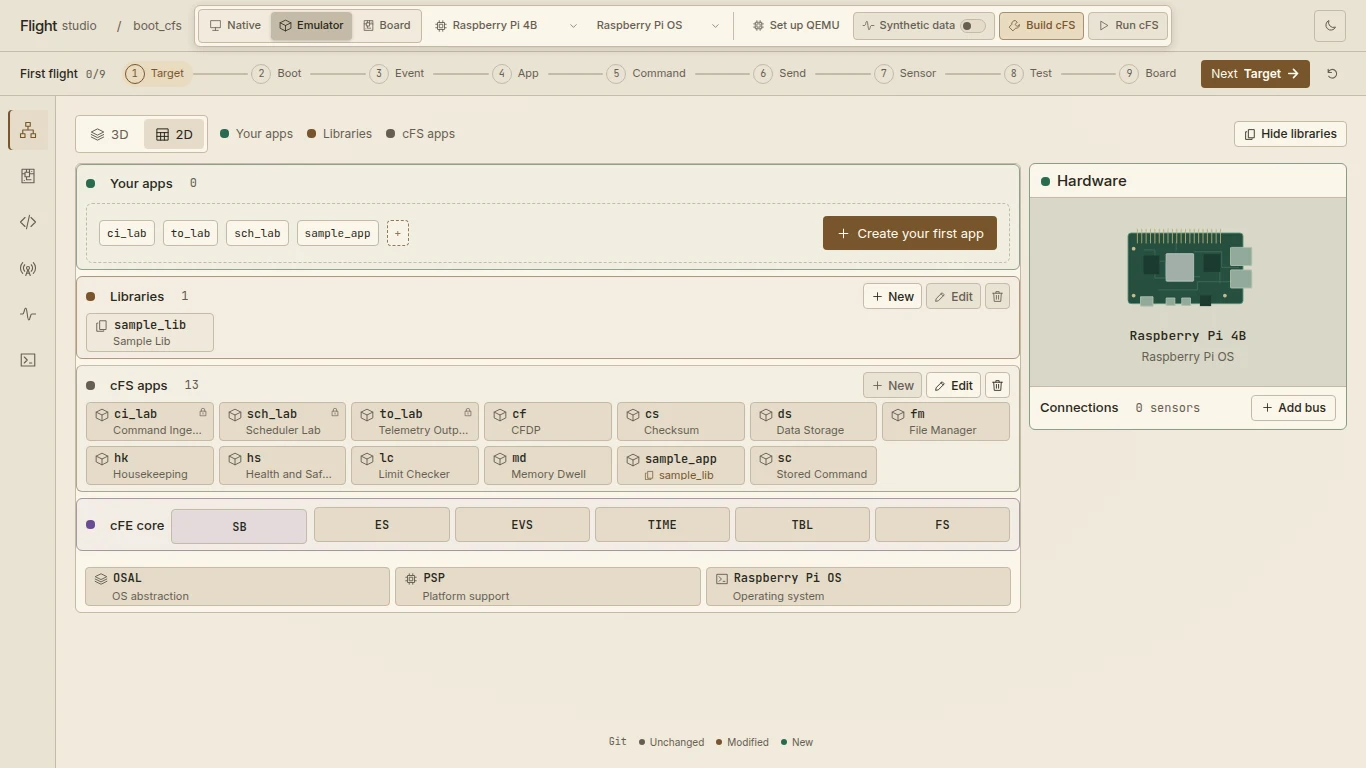 Flight studio / boot_cfs Native Emulator Board Raspberry Pi 4B Raspberry Pi OS Set up QEMU Synthetic data Build cFS Run cFS
First flight 0/9 1 Target 2 Boot 3 Event 4 App 5 Command 6 Send 7 Sensor 8 Test 9 Board Next Target →
3D 2D Your apps Libraries cFS apps Hide libraries
Your apps 0
ci_lab to_lab sch_lab sample_app + + Create your first app
Libraries 1 + New Edit
sample_lib
Sample Lib
cFS apps 13 + New Edit
ci_lab sch_lab to_lab cf cs ds fm
Command Inge... Scheduler Lab Telemetry Outp... CFDP Checksum Data Storage File Manager
hk hs lc md sample_app sc
Housekeeping Health and Saf... Limit Checker Memory Dwell sample_lib Stored Command
cFE core SB ES EVS TIME TBL FS
OSAL PSP Raspberry Pi OS
OS abstraction Platform support Operating system
Hardware
Raspberry Pi 4B
Raspberry Pi OS
Connections 0 sensors + Add bus
Git Unchanged Modified New